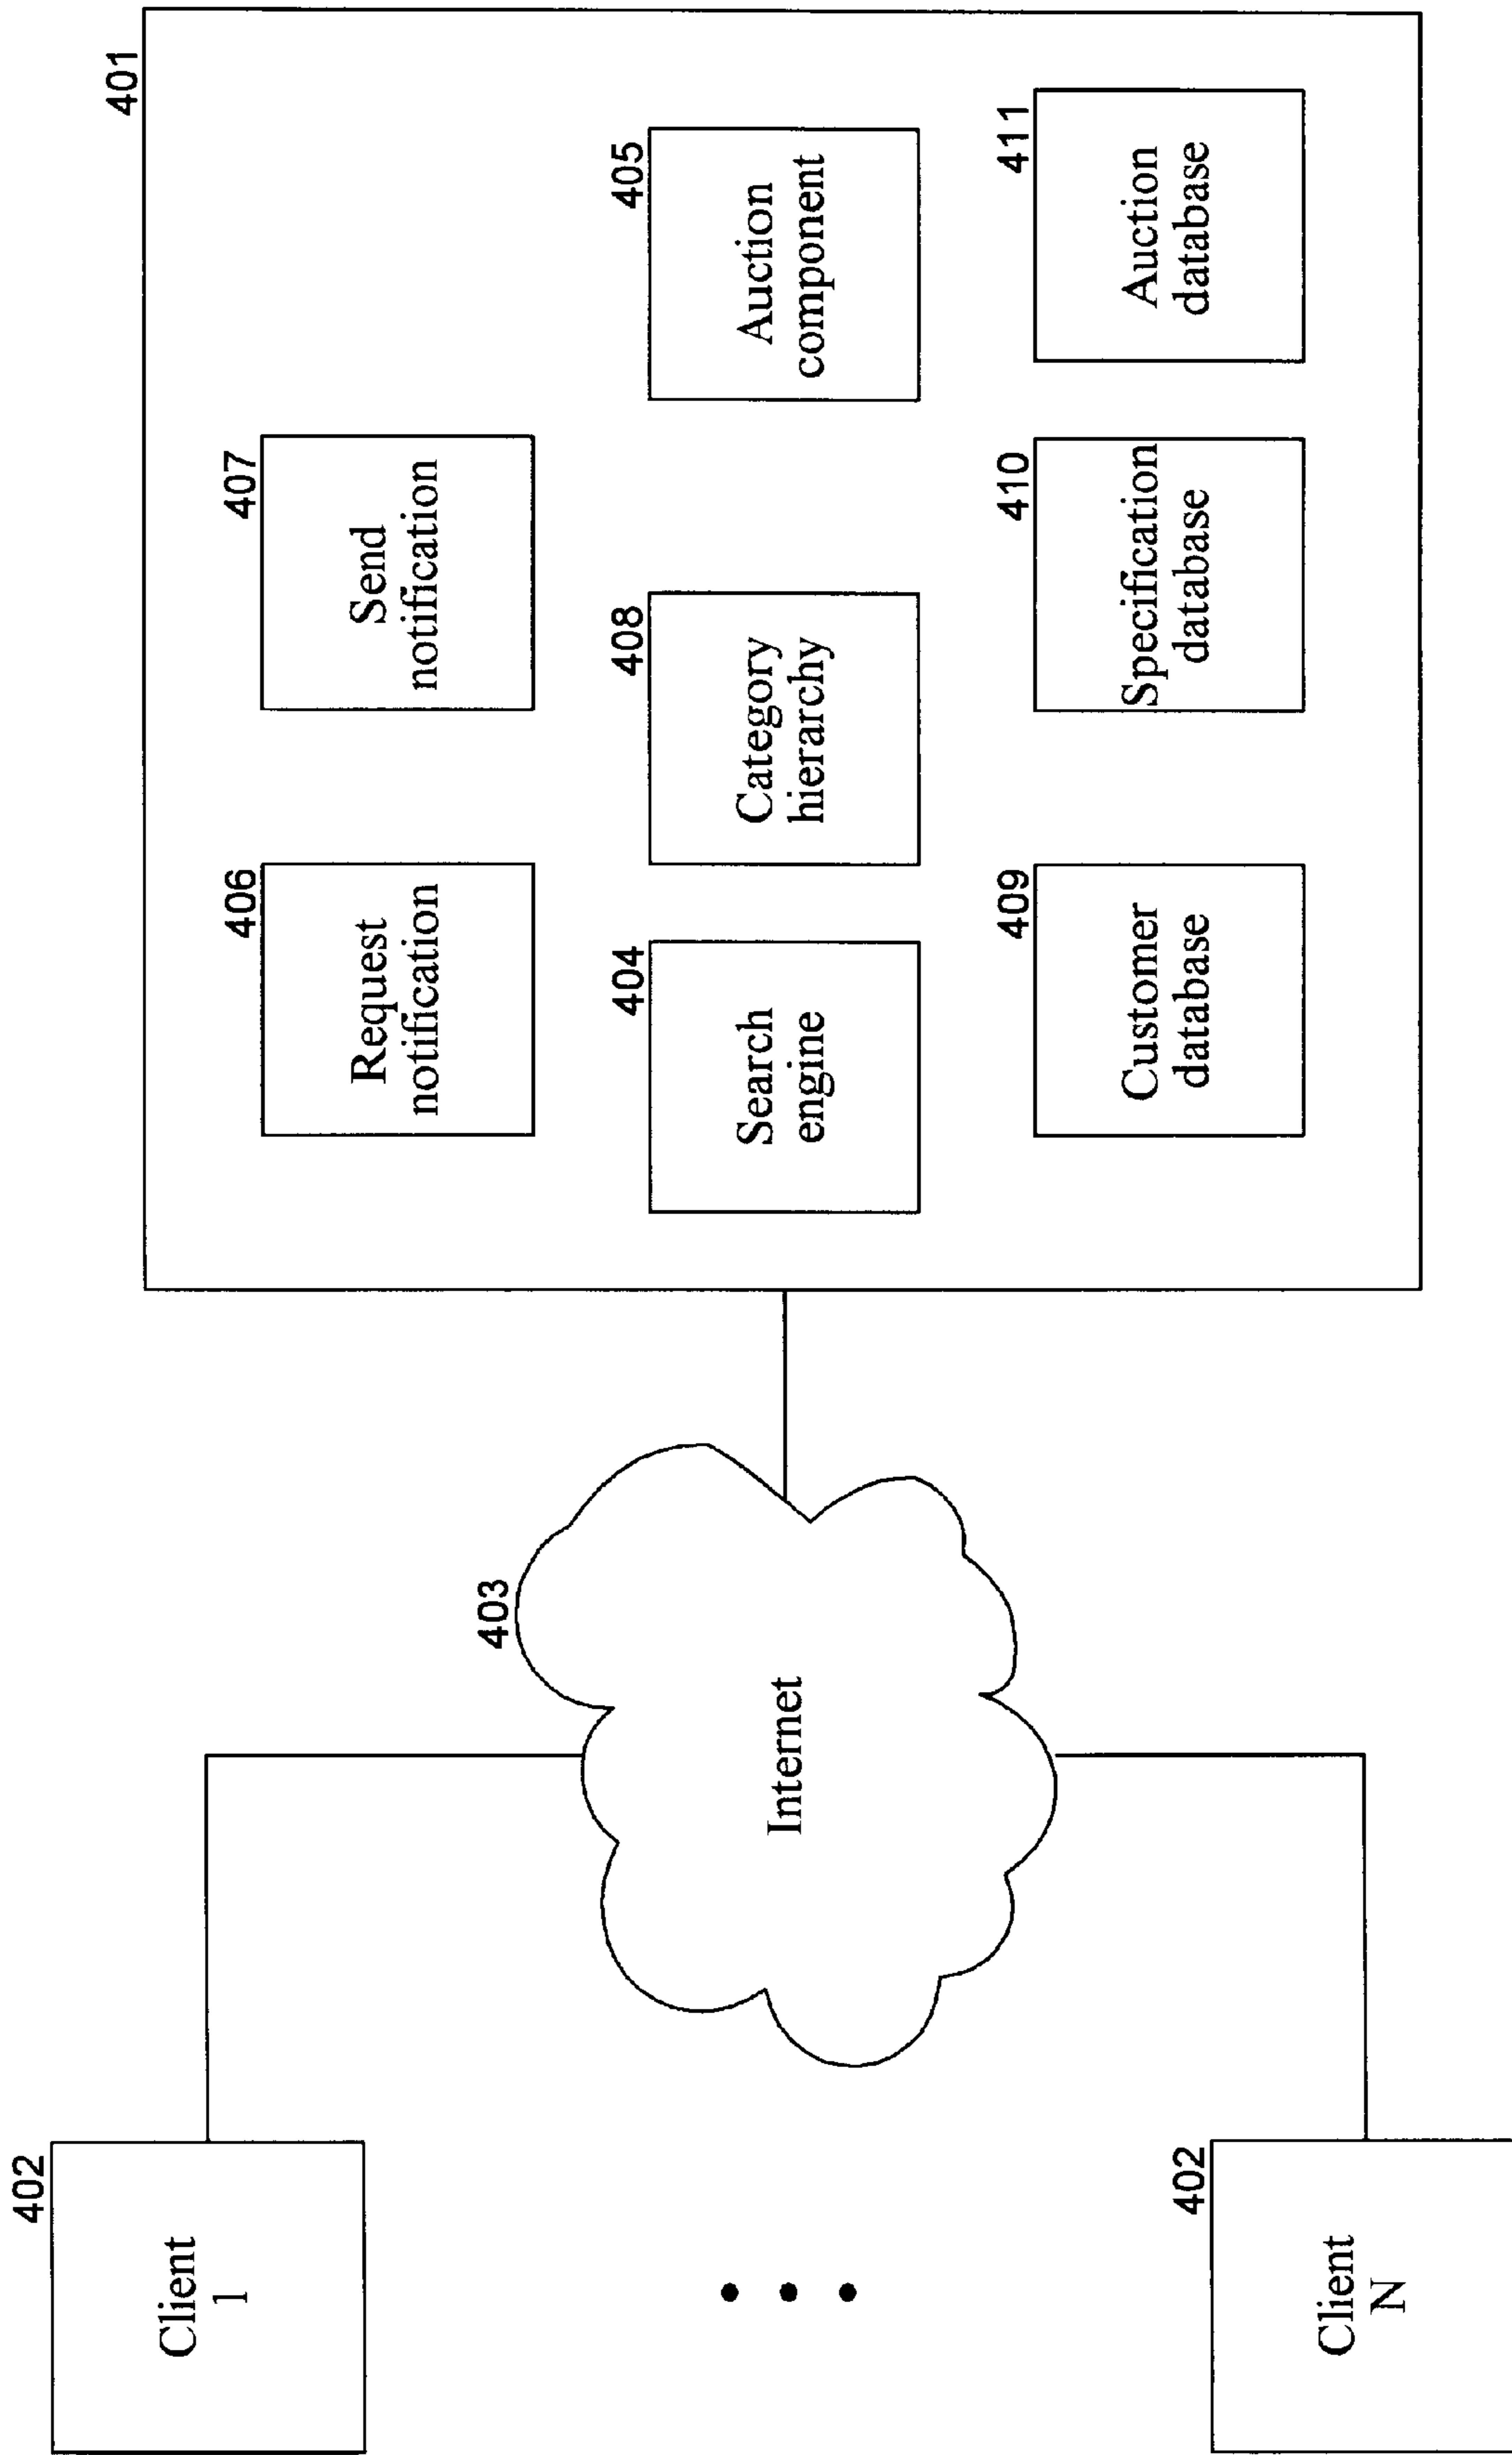 401
406
Request
notification
407
Send
notification
404
Search
engine
408
Category
hierarchy
405
Auction
component
409
Customer
database
410
Specification
database
411
Auction
database
403
Internet
402
Client
1
402
Client
N